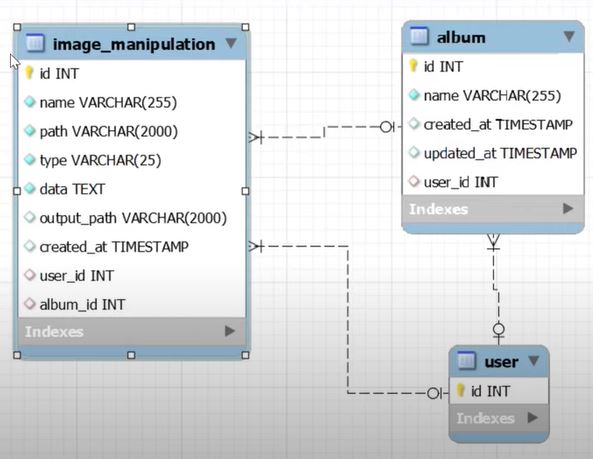 image_manipulation
id INT
name VARCHAR(255)
path VARCHAR(2000)
type VARCHAR(25)
data TEXT
output_path VARCHAR(2000)
created_at TIMESTAMP
user_id INT
album_id INT
Indexes
album
id INT
name VARCHAR(255)
created_at TIMESTAMP
updated_at TIMESTAMP
user_id INT
Indexes
user
id INT
Indexes